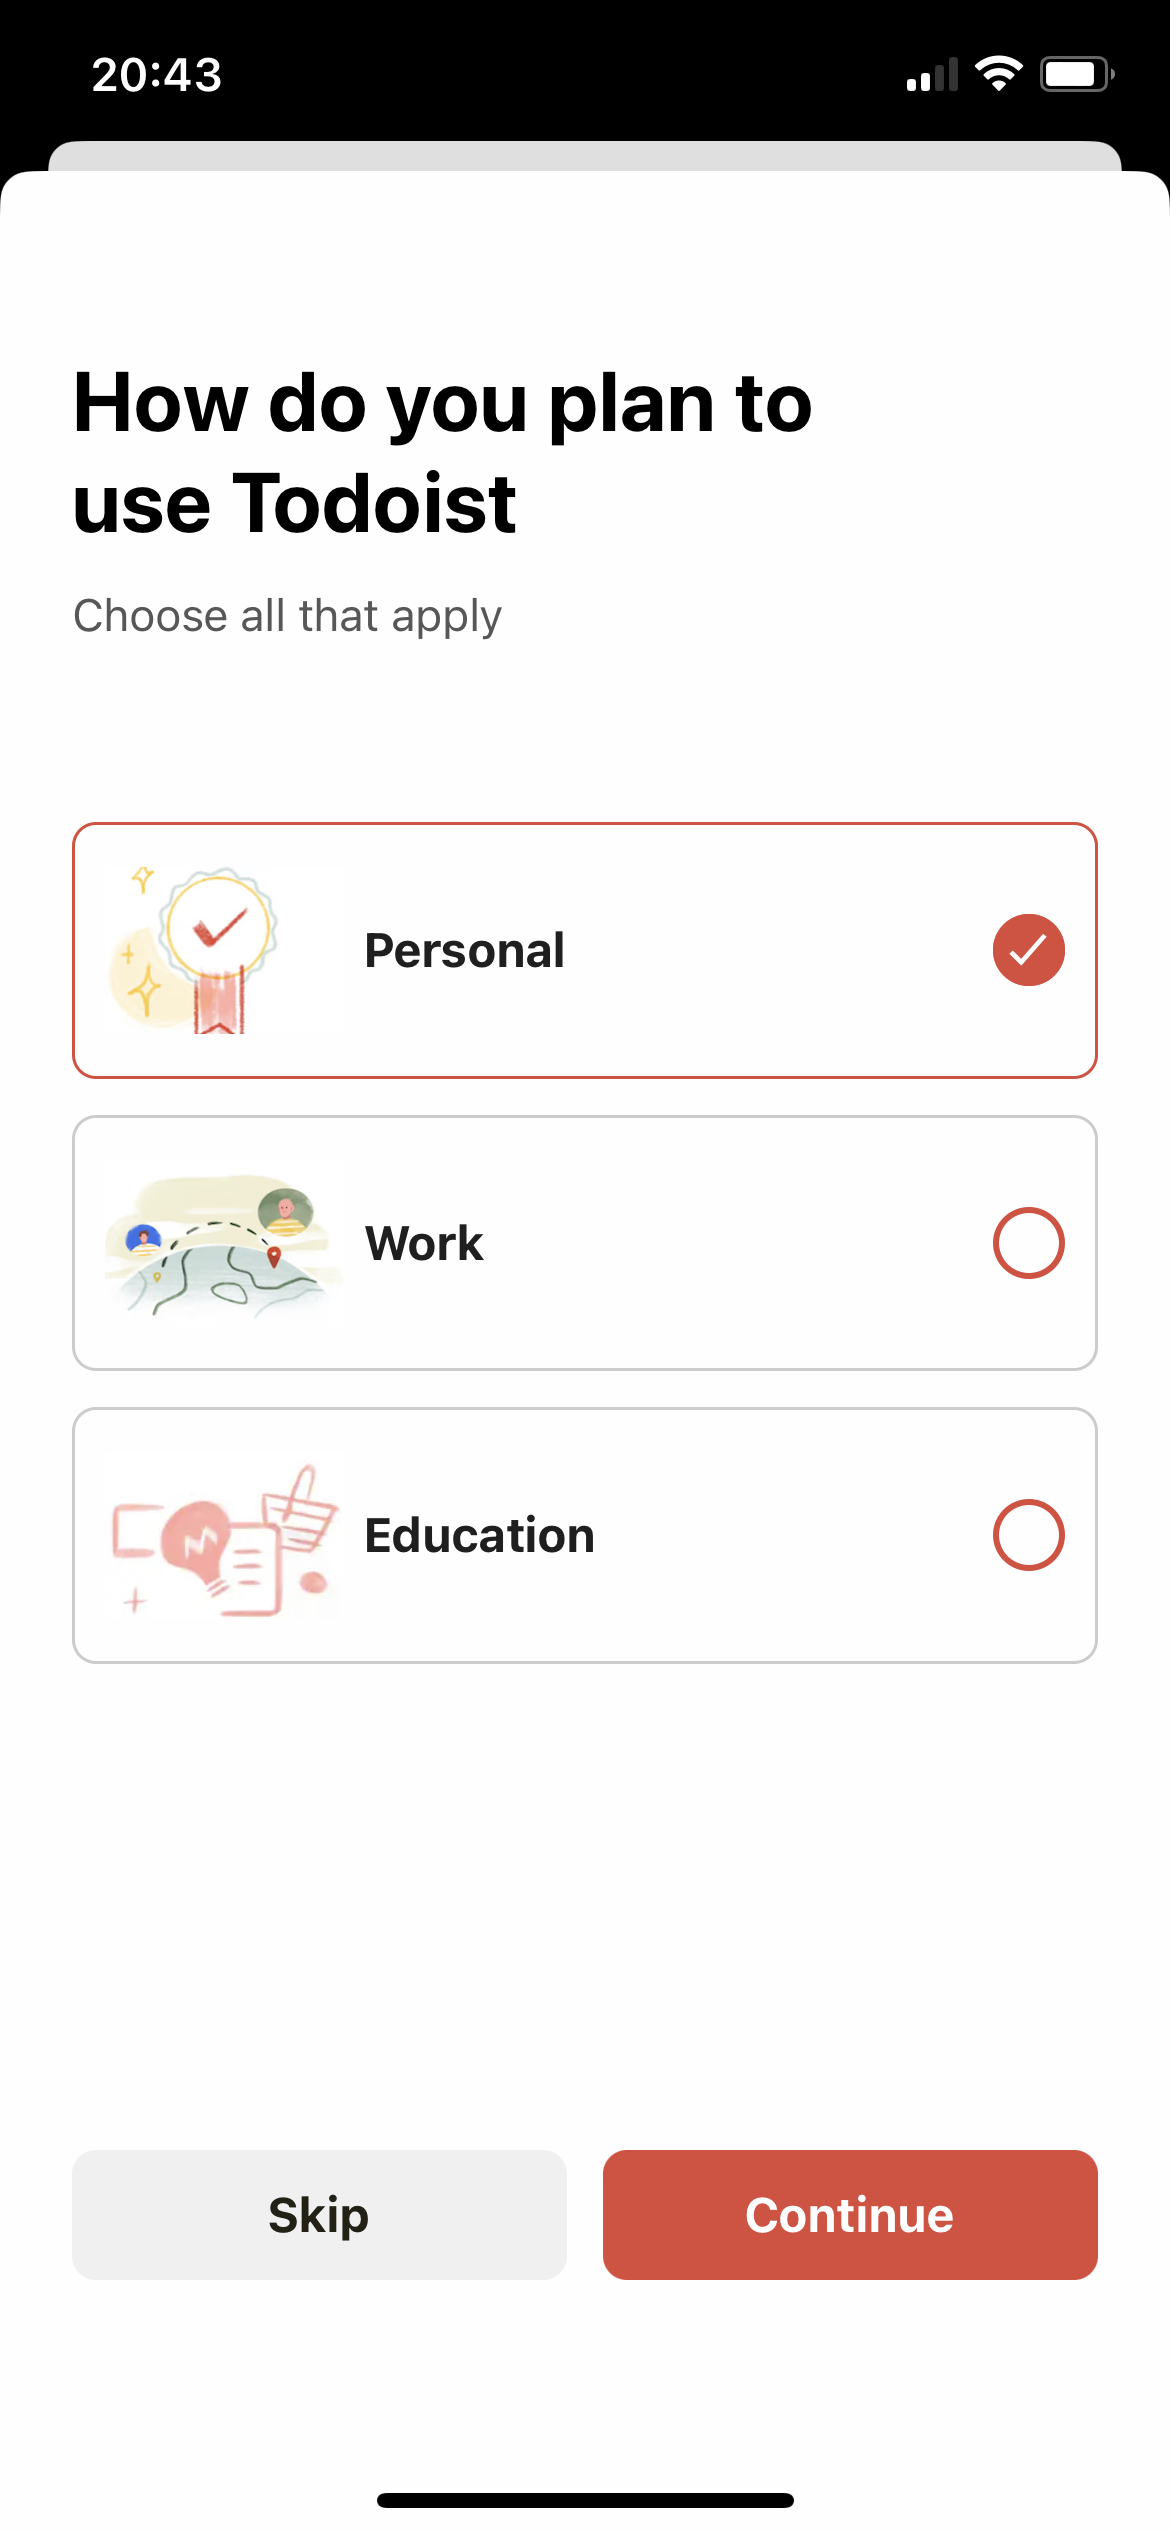 20:43
How do you plan to
use Todoist
Choose all that apply
Personal
Work
Education
Skip
Continue